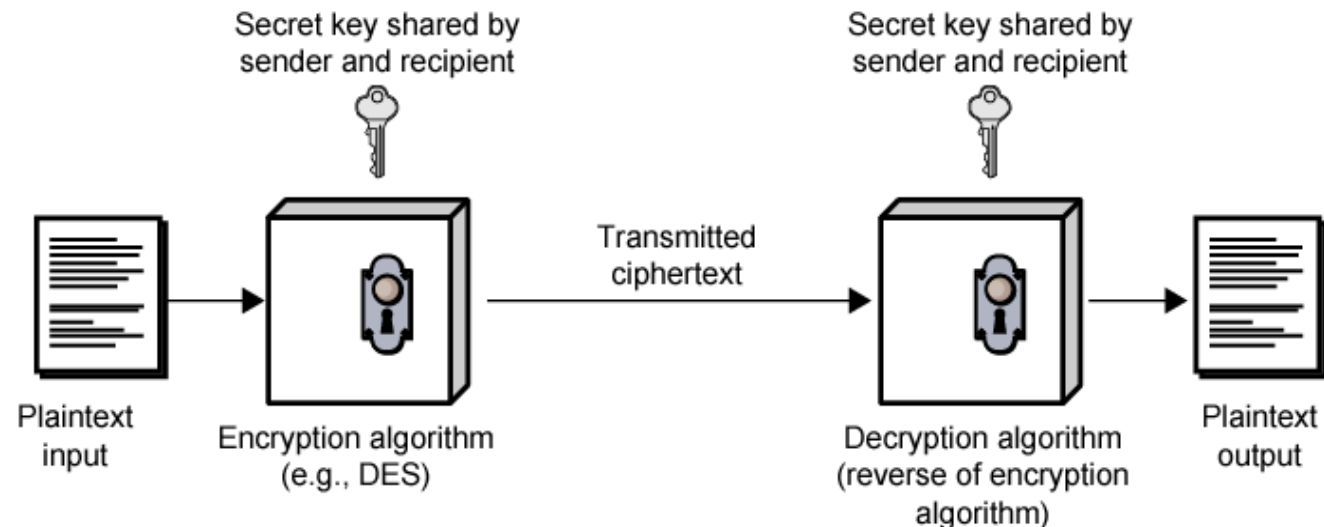 Secret key shared by
sender and recipient
Secret key shared by
sender and recipient
Transmitted
ciphertext
Plaintext
input
Encryption algorithm
(e.g., DES)
Decryption algorithm
(reverse of encryption
algorithm)
Plaintext
output